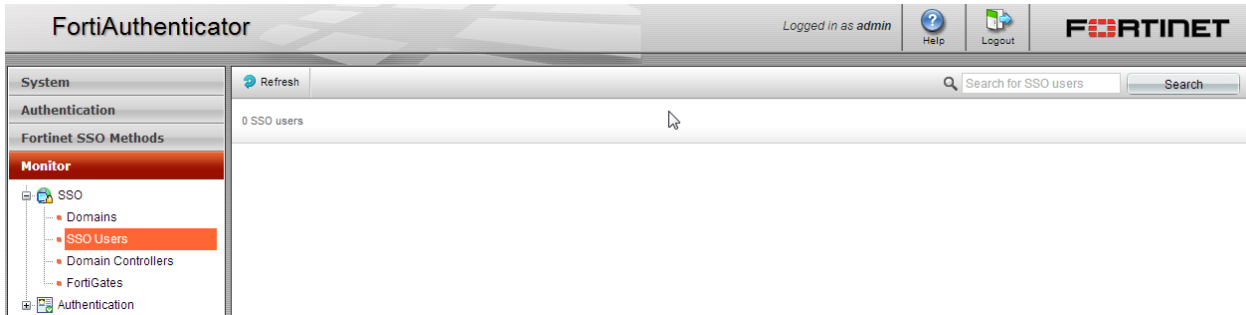 FortiAuthenticator
Logged in as admin
Help
Logout
FORTINET
System
Authentication
Fortinet SSO Methods
Monitor
SSO
Domains
SSO Users
Domain Controllers
FortiGates
Authentication
Refresh
Search for SSO users
Search
0 SSO users